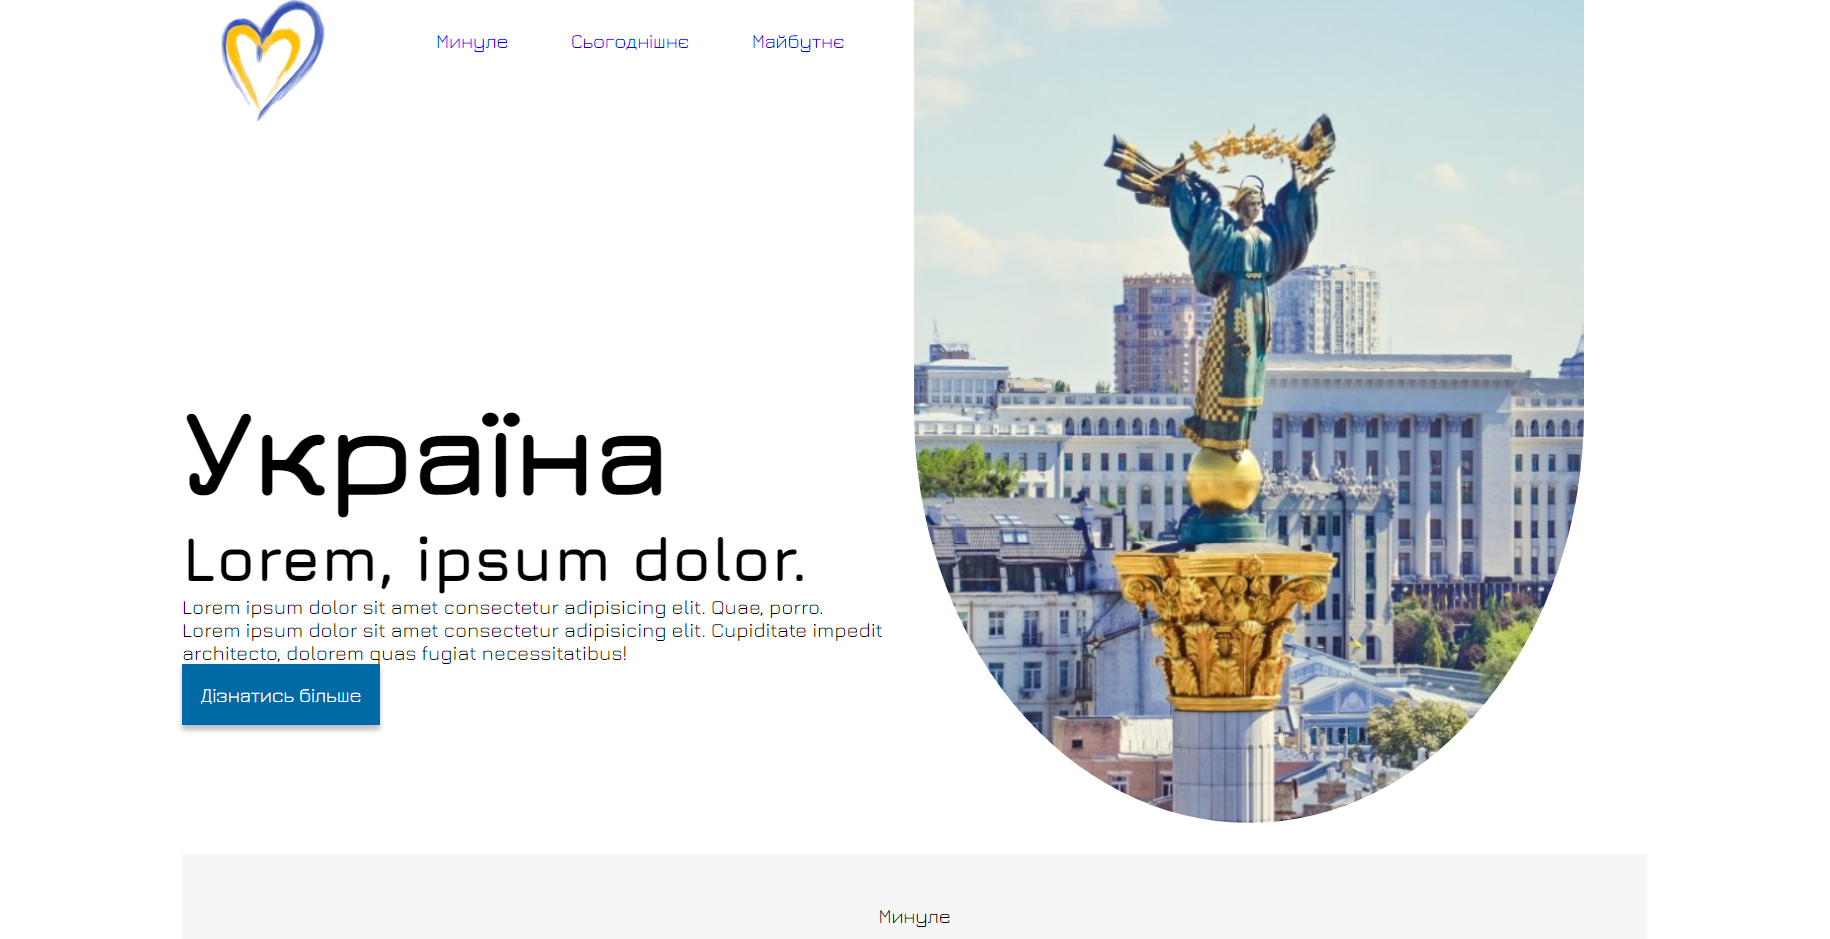 Минуле Сьогоднішнє Майбутнє
Україна
Lorem, ipsum dolor.
Lorem ipsum dolor sit amet consectetur adipisicing elit. Quae, porro.
Lorem ipsum dolor sit amet consectetur adipisicing elit. Cupiditate impedit
architecto, dolorem quas fugiat necessitatibus!
Дізнатись більше
Минуле